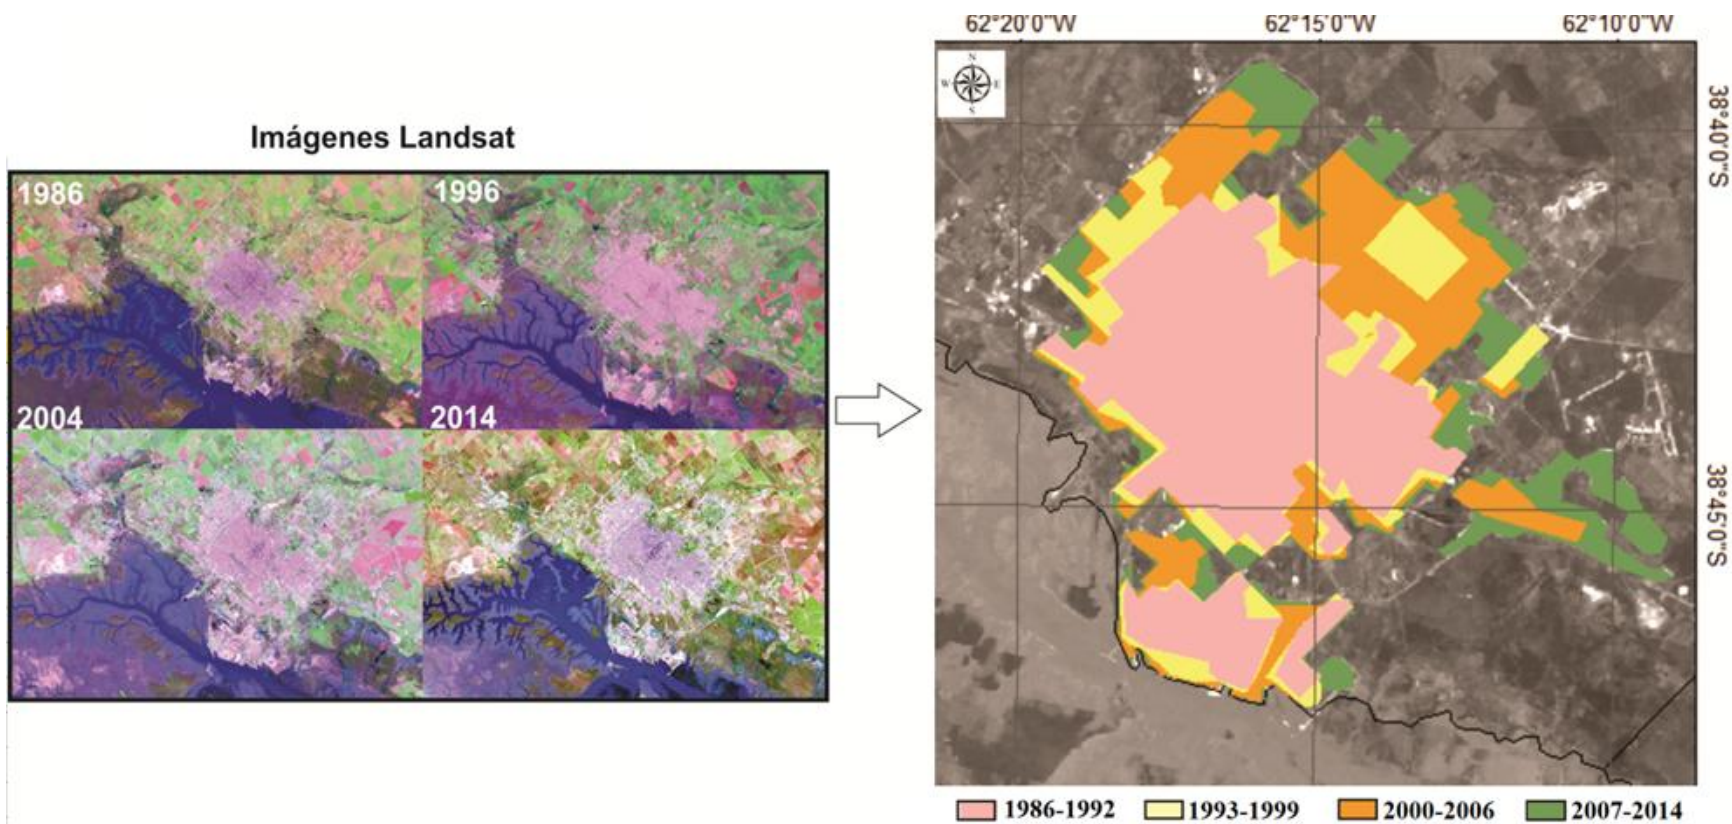 Imágenes Landsat
1986
1996
2004
2014
62°20'0"W
62°15'0"W
62°10'0"W
N
W
E
S
38°40'0"S
38°45'0"S
1986-1992
1993-1999
2000-2006
2007-2014